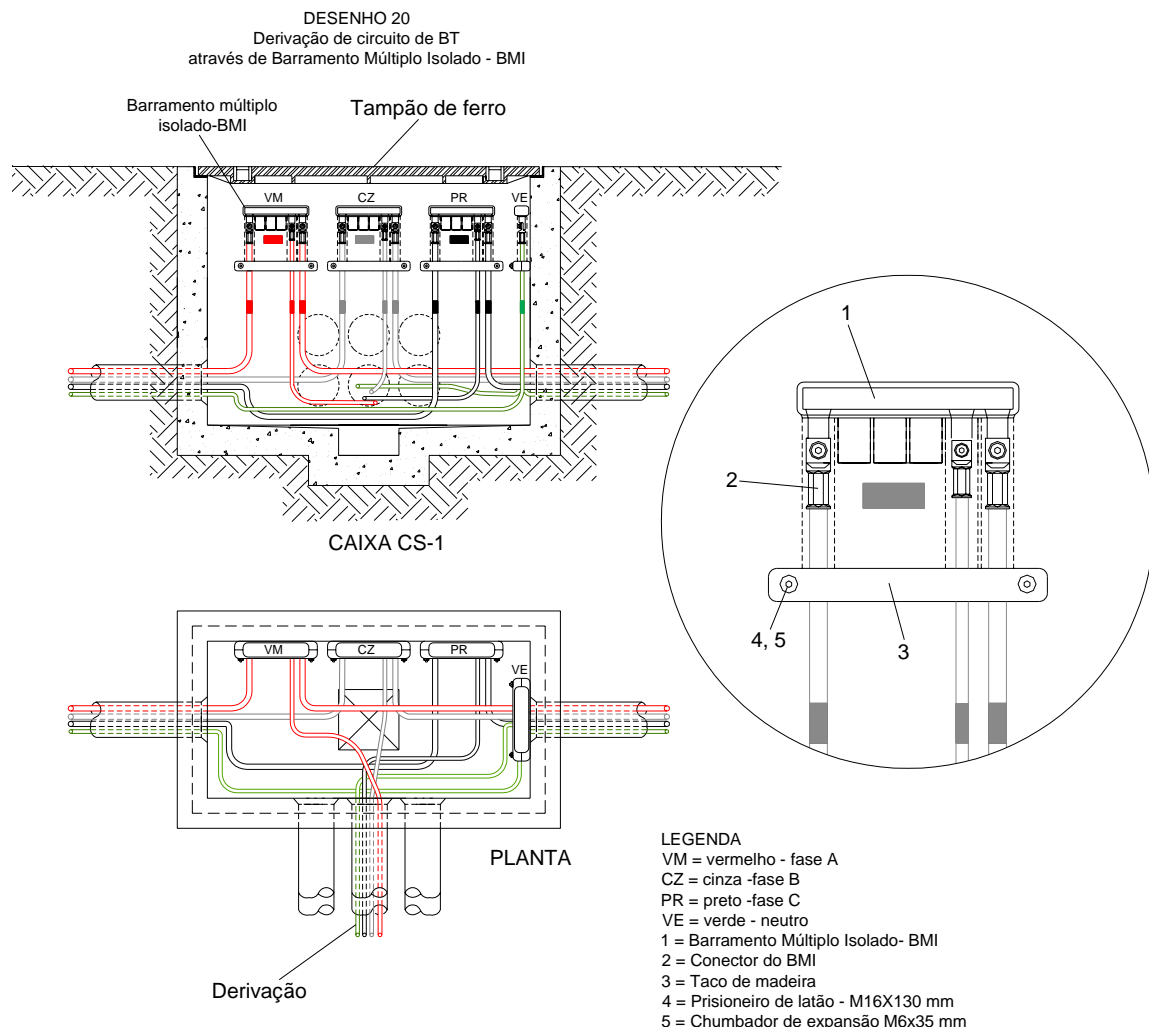 DESENHO 20
Derivação de circuito de BT
através de Barramento Múltiplo Isolado - BMI
Barramento múltiplo
isolado-BMI
Tampão de ferro
VM
CZ
PR
VE
CAIXA CS-1
1
2
3
4, 5
VM
CZ
PR
VE
PLANTA
Derivação
LEGENDA
VM = vermelho - fase A
CZ = cinza -fase B
PR = preto -fase C
VE = verde - neutro
1 = Barramento Múltiplo Isolado- BMI
2 = Conector do BMI
3 = Taco de madeira
4 = Prisioneiro de latão - M16X130 mm
5 = Chumbador de expansão M6x35 mm